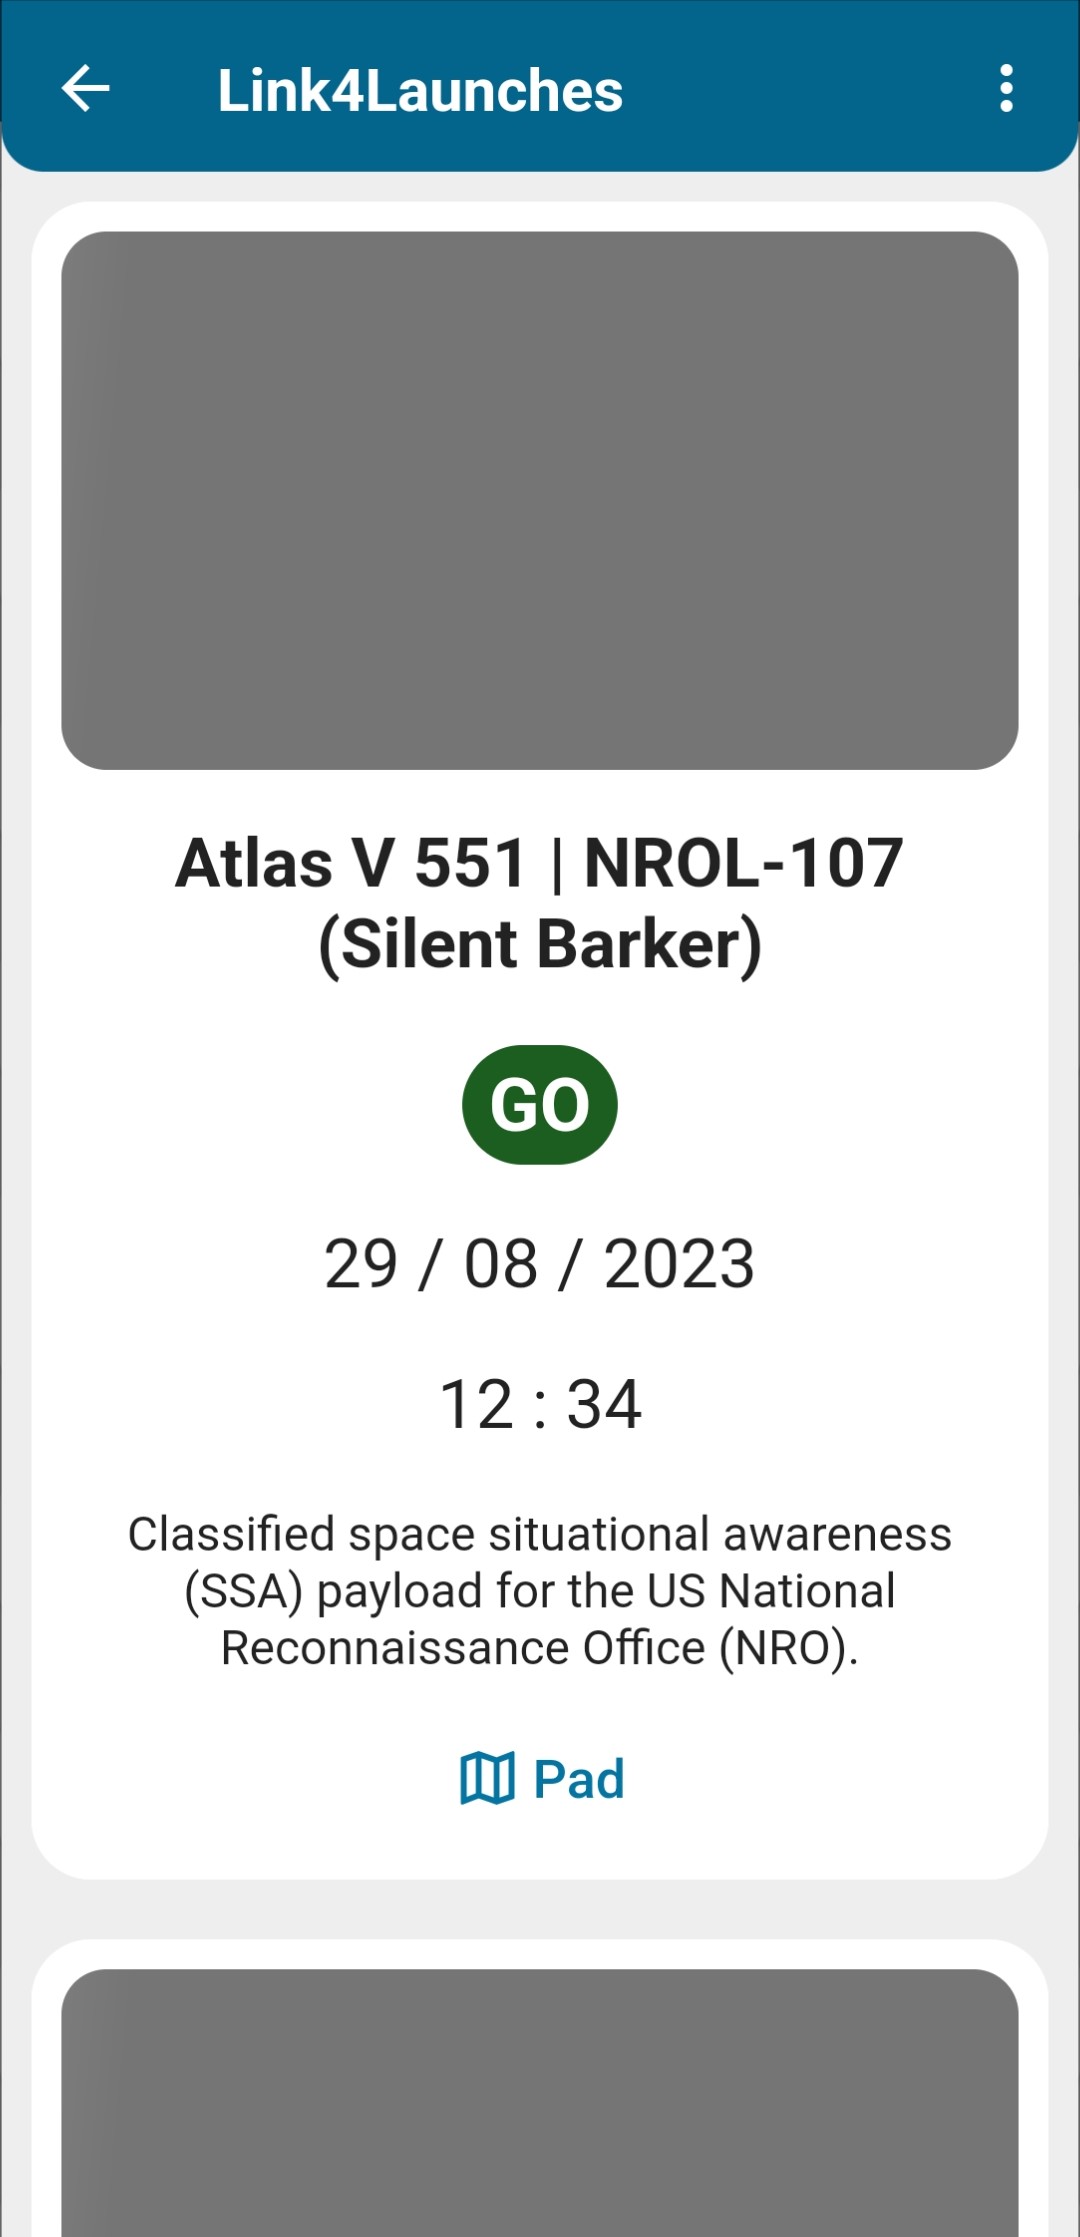 Link4Launches
Atlas V 551 | NROL-107
(Silent Barker)
GO
29 / 08 / 2023
12 : 34
Classified space situational awareness
(SSA) payload for the US National
Reconnaissance Office (NRO).
Pad